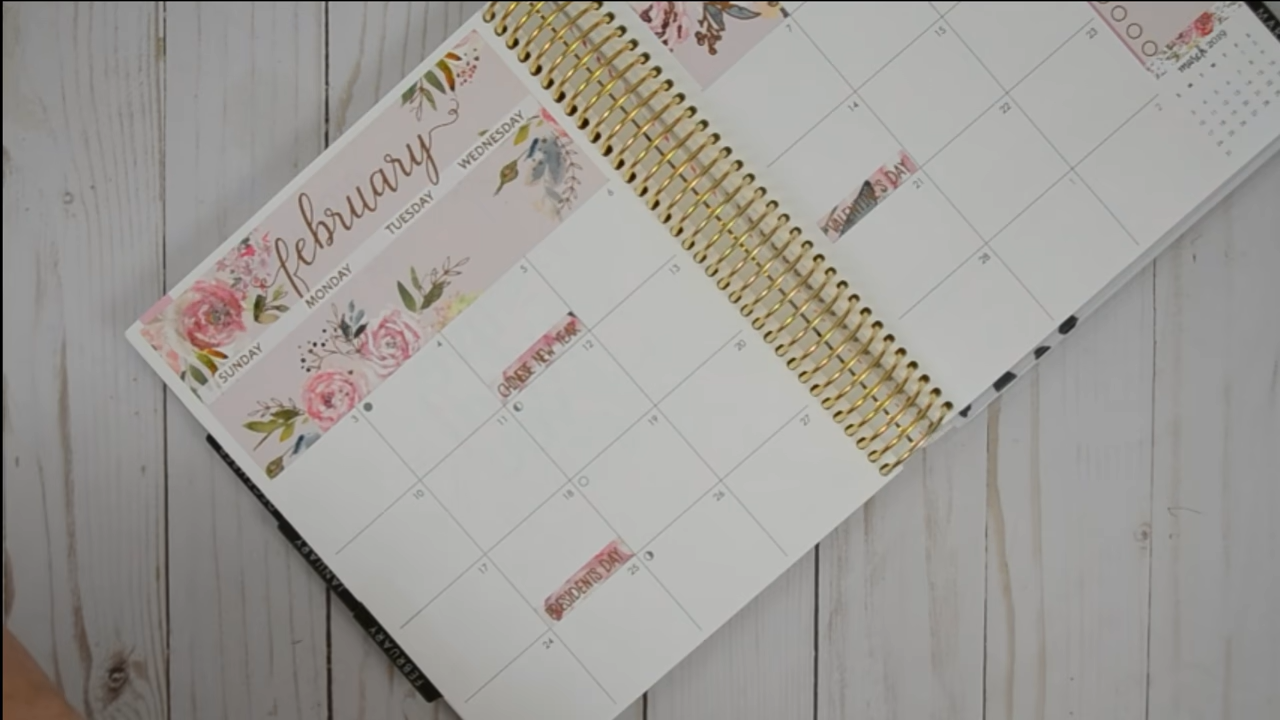 february
SUNDAY
MONDAY
TUESDAY
WEDNESDAY
3
4
5
6
CHINESE NEW YEAR
10
11
12
13
17
18
19
20
PRESIDENTS DAY
24
25
26
27
7
14
15
VALENTINE'S DAY
21
22
23
28
1
2
JANUARY
FEBRUARY